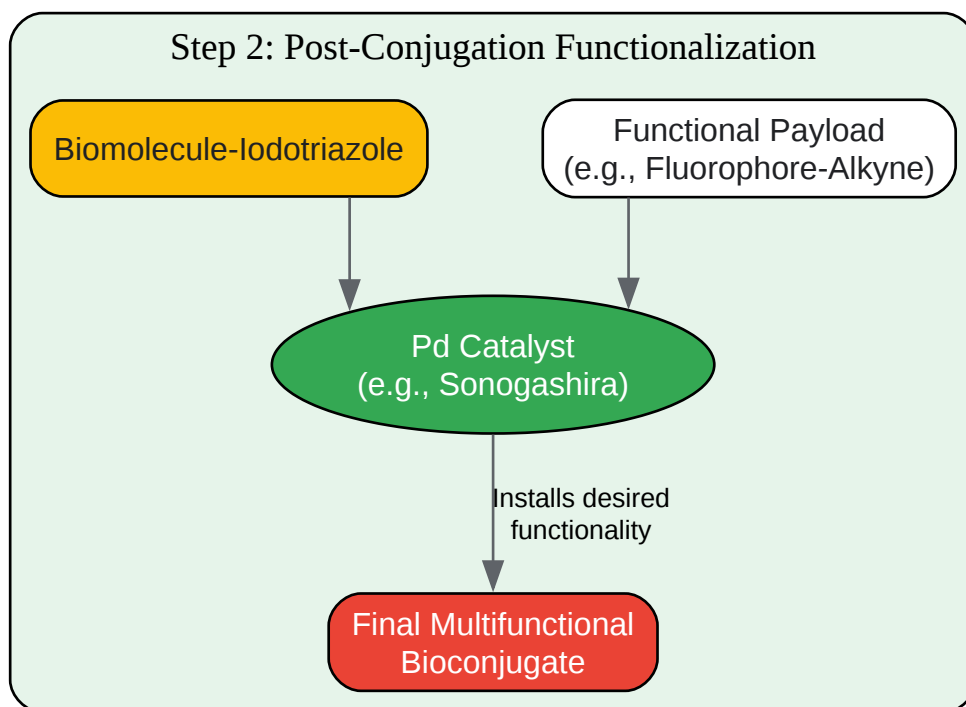 Step 2: Post-Conjugation Functionalization
Biomolecule-Iodotriazole
Functional Payload
(e.g., Fluorophore-Alkyne)
Pd Catalyst
(e.g., Sonogashira)
Installs desired
functionality
Final Multifunctional
Bioconjugate